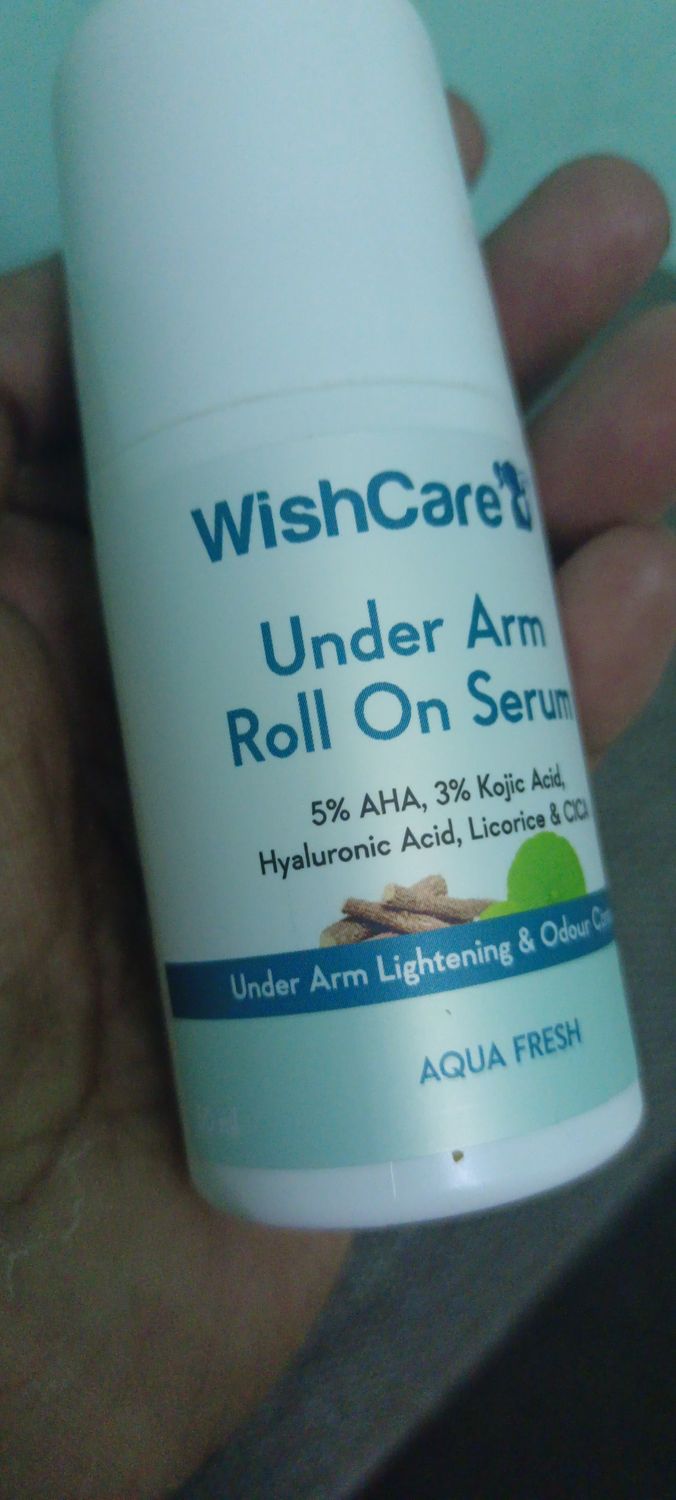 WishCare
Under Arm
Roll On Serum
5% AHA, 3% Kojic Acid,
Hyaluronic Acid, Licorice & CICA
Under Arm Lightening & Odour
AQUA FRESH